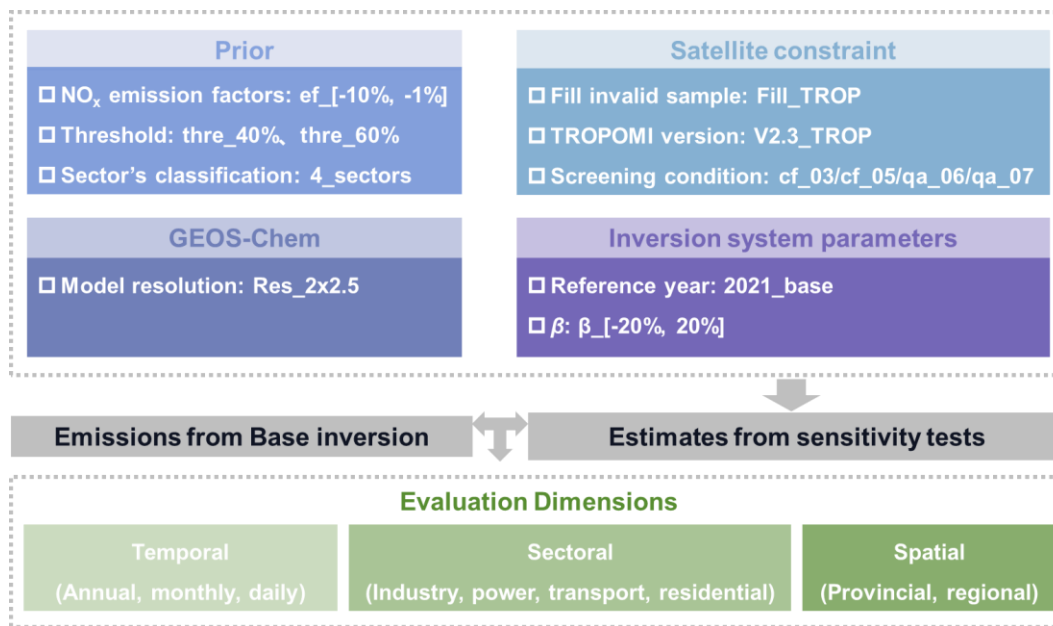 Prior
NOx emission factors: ef_[-10%, -1%]
Threshold: thre_40%、thre_60%
Sector's classification: 4_sectors
Satellite constraint
Fill invalid sample: Fill_TROP
TROPOMI version: V2.3_TROP
Screening condition: cf_03/cf_05/qa_06/qa_07
GEOS-Chem
Model resolution: Res_2x2.5
Inversion system parameters
Reference year: 2021_base
β: β_[-20%, 20%]
Emissions from Base inversion
Estimates from sensitivity tests
Evaluation Dimensions
Temporal
(Annual, monthly, daily)
Sectoral
(Industry, power, transport, residential)
Spatial
(Provincial, regional)